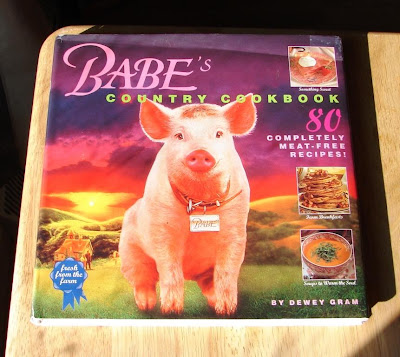 BABE's
COUNTRY COOKBOOK
80
COMPLETELY
MEAT-FREE
RECIPES!
Something Sweet
Farm Breakfasts
Soups to Warm the Soul
BABE
fresh
from the
farm
BY DEWEY GRAM